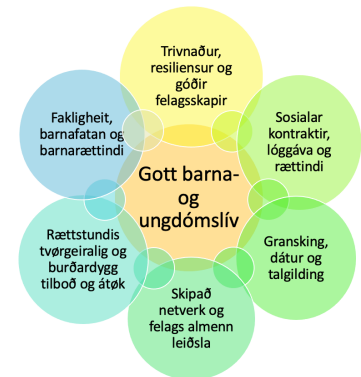 Trivnaður,
resiliensur og
góðir
felagsskapir
Sosialar
kontraktir,
lóggáva og
rættindi
Gransking,
dátur og
talgilding
Skipað
netverk og
felags almenn
leiðsla
Rættstundis
tvørgeiralig og
burðardygg
tilboð og átøk
Fakligheit,
barnafatan og
barnarættindi
Gott barna-
og
ungdómslív